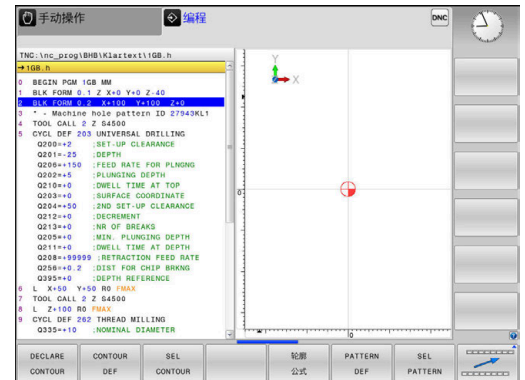 手动操作
编程
DNC
TNC:\nc_prog\BHB\Klartext\1GB.h
→1GB.h
0 BEGIN PGM 1GB MM
1 BLK FORM 0.1 Z X+0 Y+0 Z-40
2 BLK FORM 0.2 X+100 Y+100 Z+0
3 * - Machine hole pattern ID 27943KL1
4 TOOL CALL 2 Z S4500
5 CYCL DEF 203 UNIVERSAL DRILLING
Q200=+2 ;SET-UP CLEARANCE
Q201=-25 ;DEPTH
Q206=+150 ;FEED RATE FOR PLNGNG
Q202=+5 ;PLUNGING DEPTH
Q210=+0 ;DWELL TIME AT TOP
Q203=+0 ;SURFACE COORDINATE
Q204=+50 ;2ND SET-UP CLEARANCE
Q212=+0 ;DECREMENT
Q213=+0 ;NR OF BREAKS
Q205=+0 ;MIN. PLUNGING DEPTH
Q211=+0 ;DWELL TIME AT DEPTH
Q208=+99999 ;RETRACTION FEED RATE
Q256=+0.2 ;DIST FOR CHIP BRKNG
Q395=+0 ;DEPTH REFERENCE
6 L X+50 Y+50 R0 FMAX
7 TOOL CALL 2 Z S4500
8 L Z+100 R0 FMAX
9 CYCL DEF 262 THREAD MILLING
Q335=+10 ;NOMINAL DIAMETER
Y
X
0
0
DECLARE CONTOUR
CONTOUR DEF
SEL CONTOUR
轮廓 公式
PATTERN DEF
SEL PATTERN